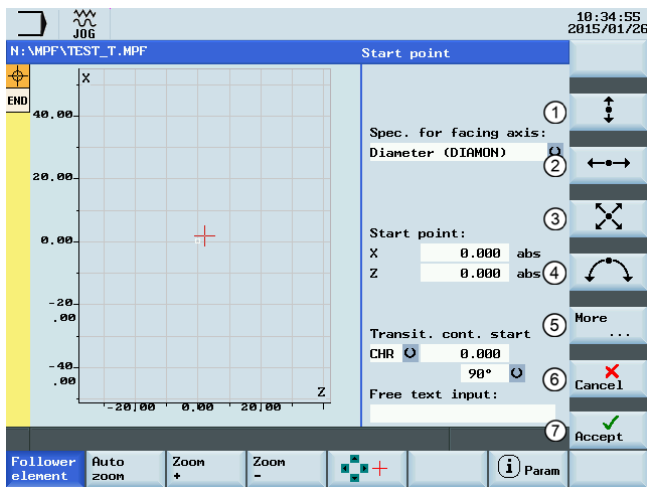 JOG
10:34:55
2015/01/26
N:\MPF\TEST_T.MPF
Start point
X
END
40.00
20.00
0.00
-20
.00
-40
.00
Z
-20.00 0.00 20.00
Spec. for facing axis:
Diameter (DIAMON)
Start point:
X 0.000 abs
Z 0.000 abs
Transit. cont. start
CHR 0.000
90°
Free text input:
1
2
3
4
5
6
7
More
...
Cancel
Accept
Follower
element
Auto
zoom
Zoom
+
Zoom
-
i Param